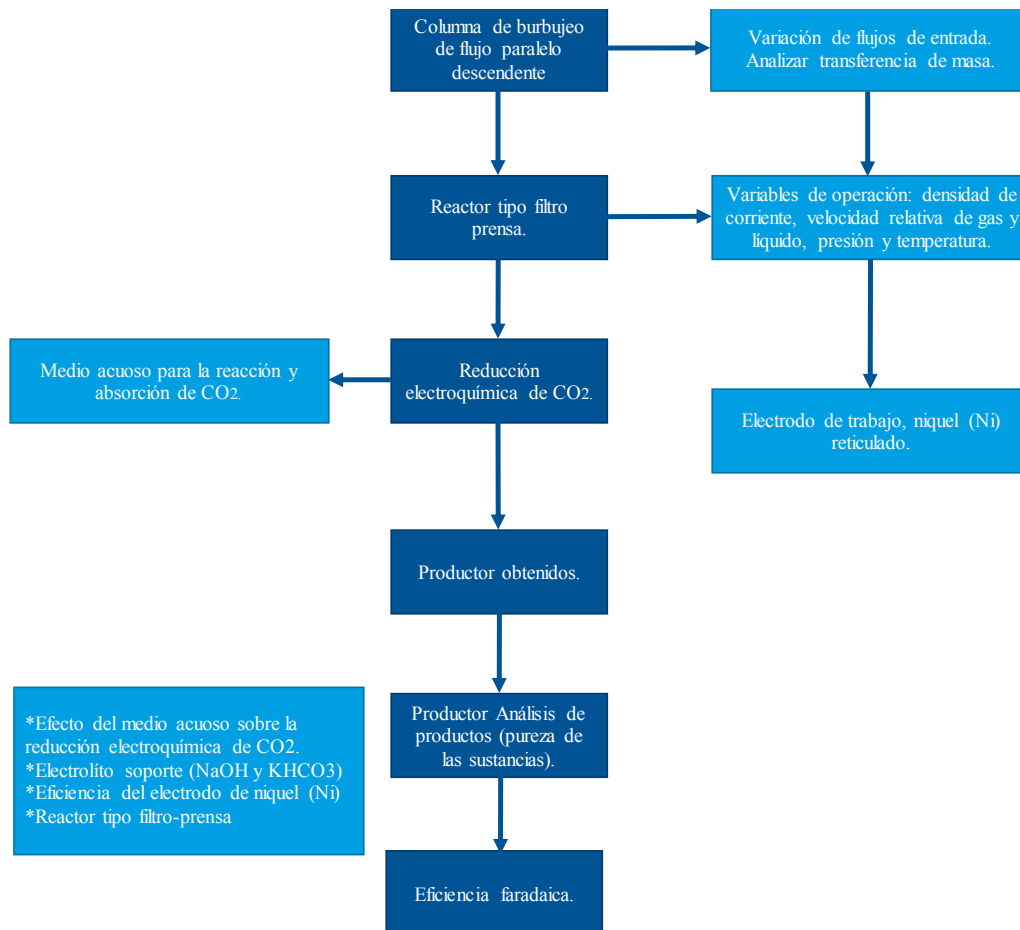 Columna de burbujeo
de flujo paralelo
descendente
Variación de flujos de entrada.
Analizar transferencia de masa.
Reactor tipo filtro
prensa.
Variables de operación: densidad de
corriente, velocidad relativa de gas y
líquido, presión y temperatura.
Medio acuoso para la reacción y
absorción de CO2.
Reducción
electroquímica de CO2.
Electrodo de trabajo, niquel (Ni)
reticulado.
Productor obtenidos.
*Efecto del medio acuoso sobre la
reducción electroquímica de CO2.
*Electrolíto soporte (NaOH y KHCO3)
*Eficiencia del electrodo de niquel (Ni)
*Reactor tipo filtro-prensa
Productor Análisis de
productos (pureza de
las sustancias).
Eficiencia faradaica.